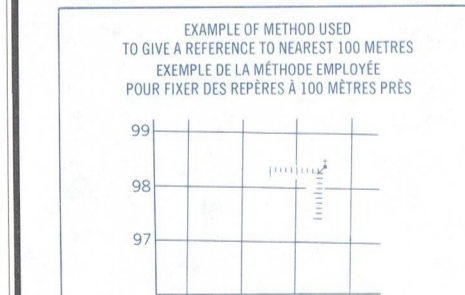 EXAMPLE OF METHOD USED
TO GIVE A REFERENCE TO NEAREST 100 METRES
EXEMPLE DE LA MÉTHODE EMPLOYÉE
POUR FIXER DES REPÈRES À 100 MÈTRES PRÈS
99
98
97